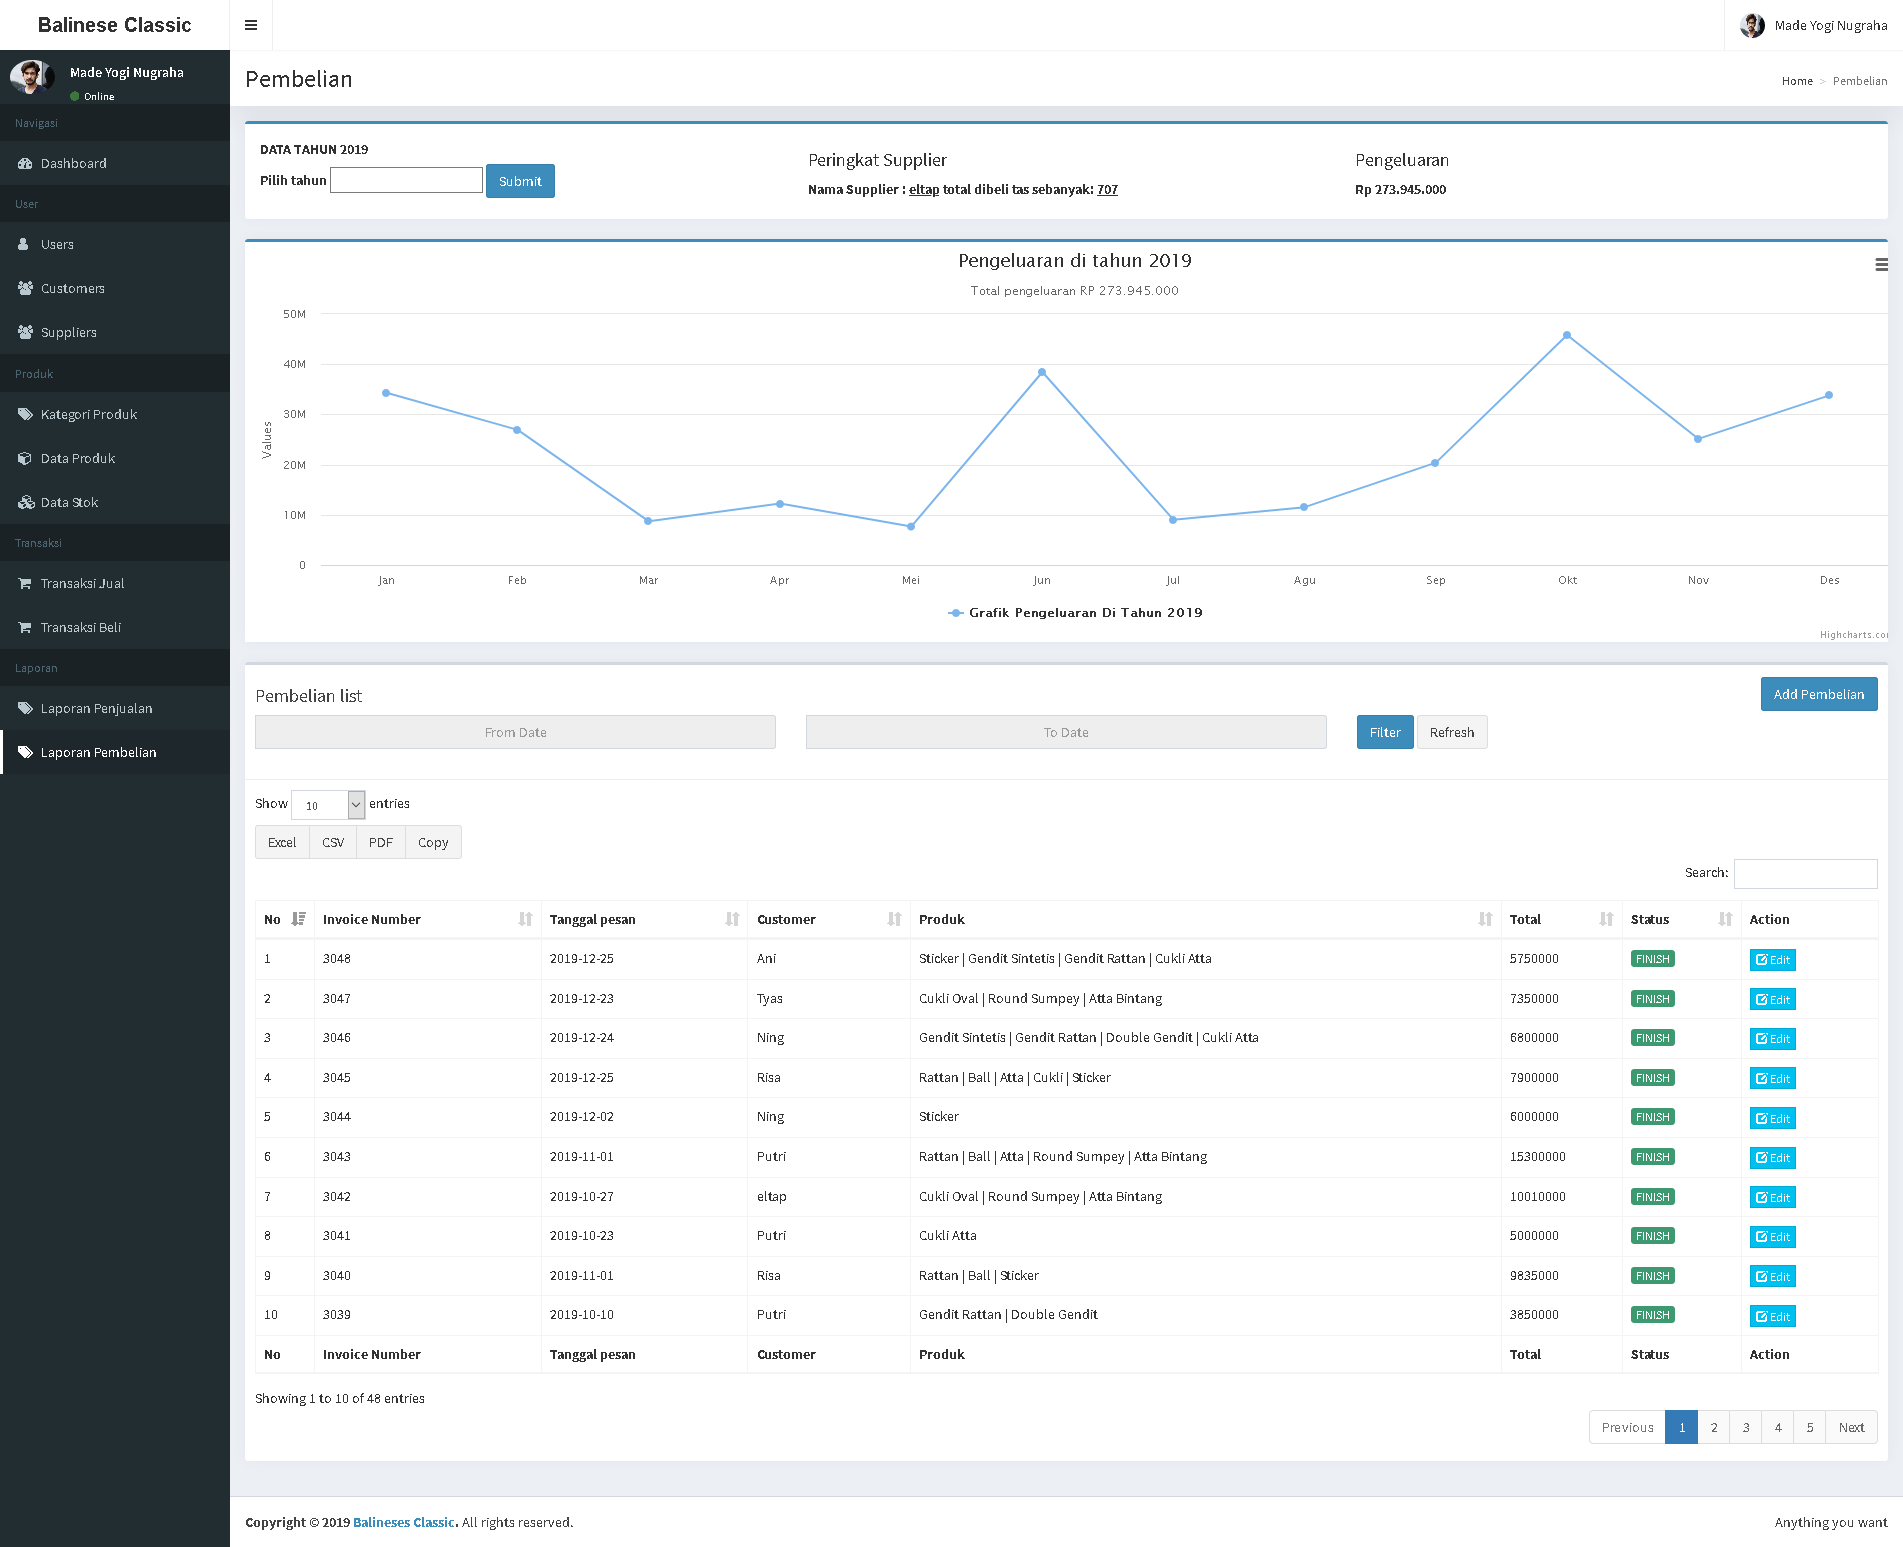 Balinese Classic
Made Yogi Nugraha
Made Yogi Nugraha
Online
Navigasi
Dashboard
User
Users
Customers
Suppliers
Produk
Kategori Produk
Data Produk
Data Stok
Transaksi
Transaksi Jual
Transaksi Beli
Laporan
Laporan Penjualan
Laporan Pembelian
Pembelian
Home > Pembelian
DATA TAHUN 2019
Pilih tahun Submit
Peringkat Supplier
Nama Supplier : eltap total dibeli tas sebanyak: 707
Pengeluaran
Rp 273.945.000
Pengeluaran di tahun 2019
Total pengeluaran RP 273.945.000
Values
50M
40M
30M
20M
10M
0
Jan Feb Mar Apr Mei Jun Jul Agu Sep Okt Nov Des
Grafik Pengeluaran Di Tahun 2019
Highcharts.co
Pembelian list
Add Pembelian
From Date To Date Filter Refresh
Show 10 entries
Excel CSV PDF Copy
Search:
No Invoice Number Tanggal pesan Customer Produk Total Status Action
1 3048 2019-12-25 Ani Sticker | Gendit Sintetis | Gendit Rattan | Cukli Atta 5750000 FINISH Edit
2 3047 2019-12-23 Tyas Cukli Oval | Round Sumpey | Atta Bintang 7350000 FINISH Edit
3 3046 2019-12-24 Ning Gendit Sintetis | Gendit Rattan | Double Gendit | Cukli Atta 6800000 FINISH Edit
4 3045 2019-12-25 Risa Rattan | Ball | Atta | Cukli | Sticker 7900000 FINISH Edit
5 3044 2019-12-02 Ning Sticker 6000000 FINISH Edit
6 3043 2019-11-01 Putri Rattan | Ball | Atta | Round Sumpey | Atta Bintang 15300000 FINISH Edit
7 3042 2019-10-27 eltap Cukli Oval | Round Sumpey | Atta Bintang 10010000 FINISH Edit
8 3041 2019-10-23 Putri Cukli Atta 5000000 FINISH Edit
9 3040 2019-11-01 Risa Rattan | Ball | Sticker 9835000 FINISH Edit
10 3039 2019-10-10 Putri Gendit Rattan | Double Gendit 3850000 FINISH Edit
No Invoice Number Tanggal pesan Customer Produk Total Status Action
Showing 1 to 10 of 48 entries
Previous 1 2 3 4 5 Next
Copyright © 2019 Balineses Classic. All rights reserved.
Anything you want